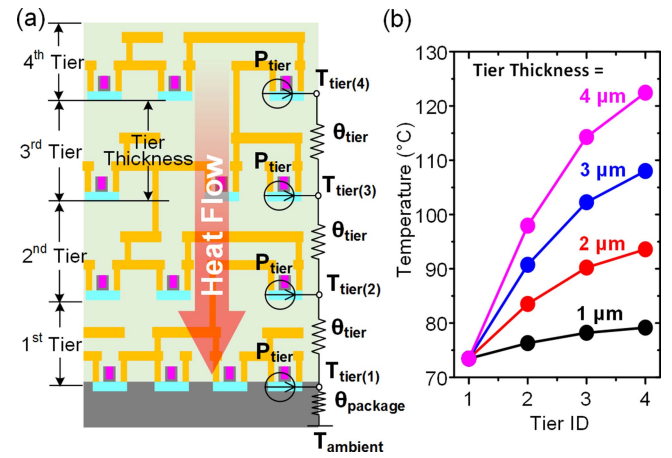 (a)
4th Tier
3rd Tier
2nd Tier
1st Tier
Tier
Thickness
Heat Flow
Ptier
Ttier(4)
θtier
Ptier
Ttier(3)
θtier
Ptier
Ttier(2)
θtier
Ptier
Ttier(1)
θpackage
Tambient
(b)
Temperature (°C)
130
120
110
100
90
80
70
Tier Thickness =
4 μm
3 μm
2 μm
1 μm
1 2 3 4
Tier ID